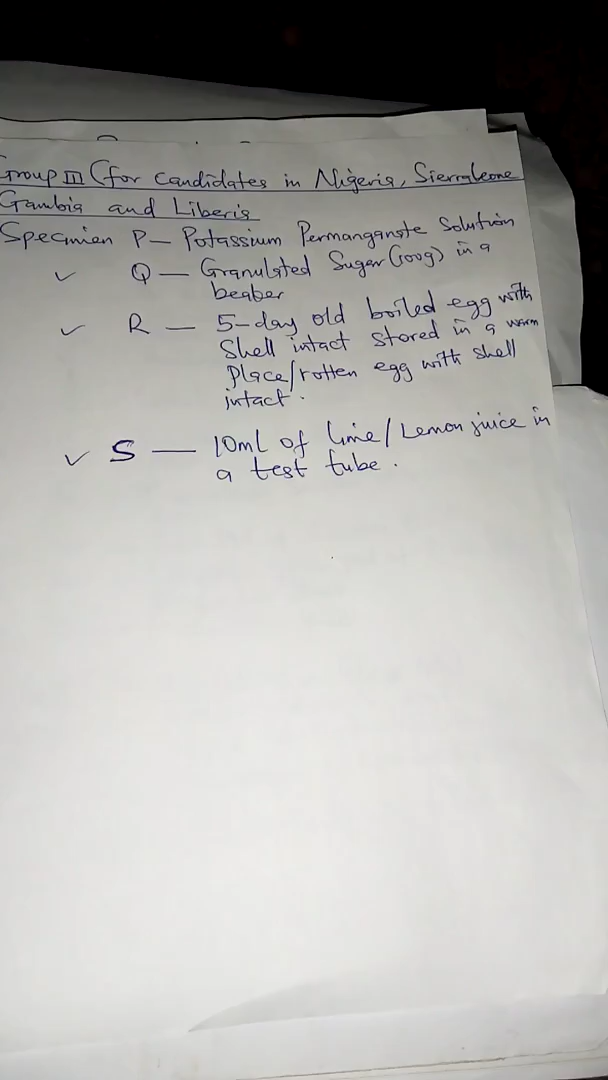 Group III (for candidates in Nigeria, Sierraleone
Gambia and Liberia
Specimen P — Potassium Permanganate Solution
✓ Q — Granulated Sugar (100g) in a
beaker
✓ R — 5-day old boiled egg with
Shell intact stored in a warm
place/rotten egg with shell
intact.
✓ S — 10ml of lime/Lemon juice in
a test tube.